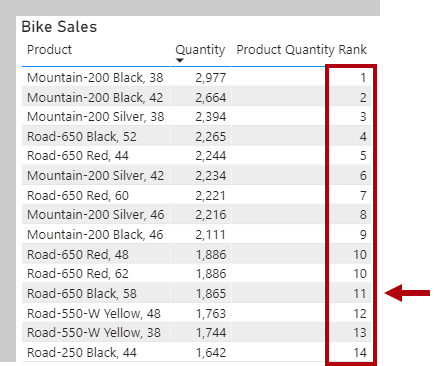 Bike Sales
Product Quantity Product Quantity Rank
Mountain-200 Black, 38 2,977 1
Mountain-200 Black, 42 2,664 2
Mountain-200 Silver, 38 2,394 3
Road-650 Black, 52 2,265 4
Road-650 Red, 44 2,244 5
Mountain-200 Silver, 42 2,234 6
Road-650 Red, 60 2,221 7
Mountain-200 Silver, 46 2,216 8
Mountain-200 Black, 46 2,111 9
Road-650 Red, 48 1,886 10
Road-650 Red, 62 1,886 10
Road-650 Black, 58 1,865 11
Road-550-W Yellow, 48 1,763 12
Road-550-W Yellow, 38 1,744 13
Road-250 Black, 44 1,642 14